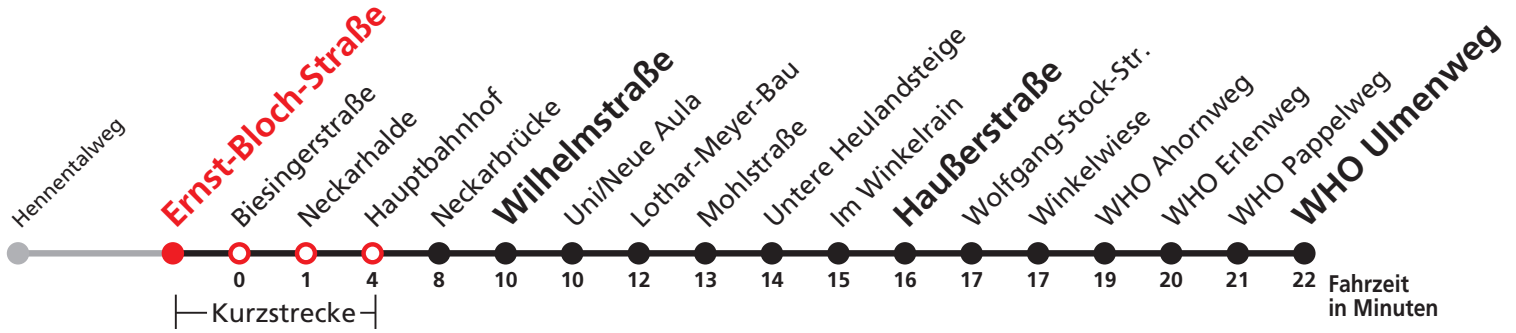 Hennentalweg
Ernst-Bloch-Straße
Biesingerstraße
Neckarhalde
Hauptbahnhof
Neckarbrücke
Wilhelmstraße
Uni/Neue Aula
Lothar-Meyer-Bau
Mohlstraße
Untere Heulandsteige
Im Winkelrain
Haußerstraße
Wolfgang-Stock-Str.
Winkelwiese
WHO Ahornweg
WHO Erlenweg
WHO Pappelweg
WHO Ulmenweg
0 1 4 8 10 10 12 13 14 15 16 17 17 19 20 21 22 Fahrzeit
in Minuten
Kurzstrecke